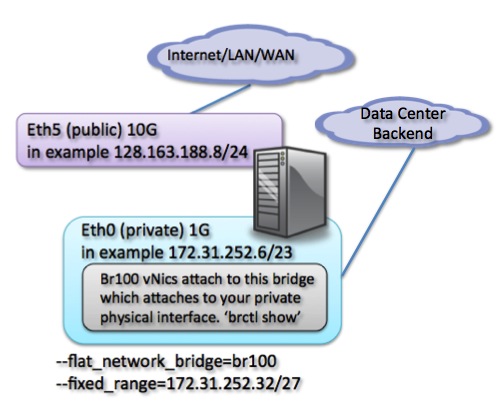 Internet/LAN/WAN
Data Center
Backend
Eth5 (public) 10G
in example 128.163.188.8/24
Eth0 (private) 1G
in example 172.31.252.6/23
Br100 vNics attach to this bridge
which attaches to your private
physical interface. ‘brctl show’
--flat_network_bridge=br100
--fixed_range=172.31.252.32/27